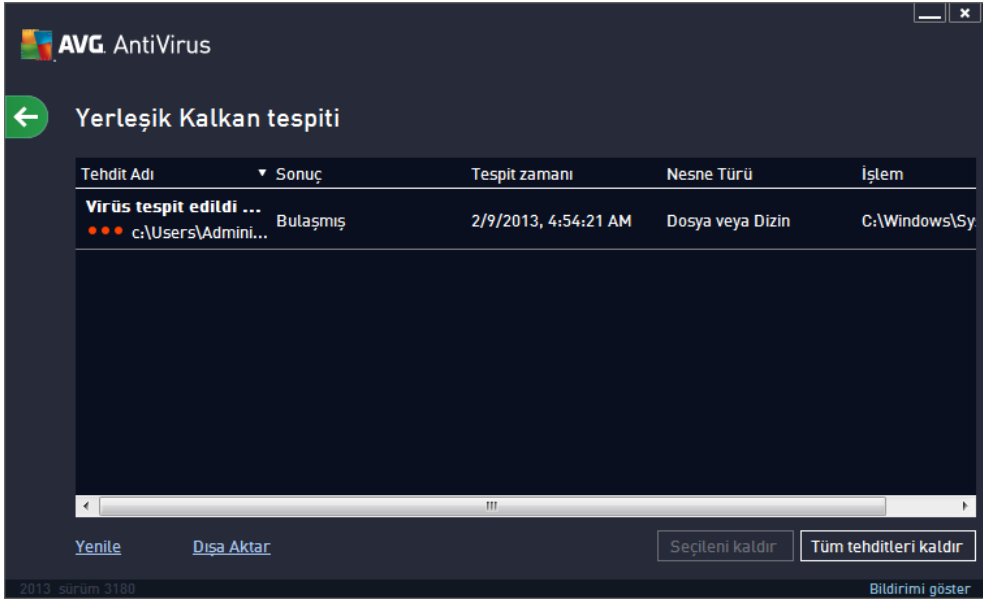 AVG. AntiVirus
Yerleşik Kalkan tespiti
Tehdit Adı Sonuç Tespit zamanı Nesne Türü İşlem
Virüs tespit edildi ...
c:\Users\Admini... Bulaşmış 2/9/2013, 4:54:21 AM Dosya veya Dizin C:\Windows\Sy
Yenile Dışa Aktar Seçileni kaldır Tüm tehditleri kaldır
2013 sürüm 3180 Bildirimi göster